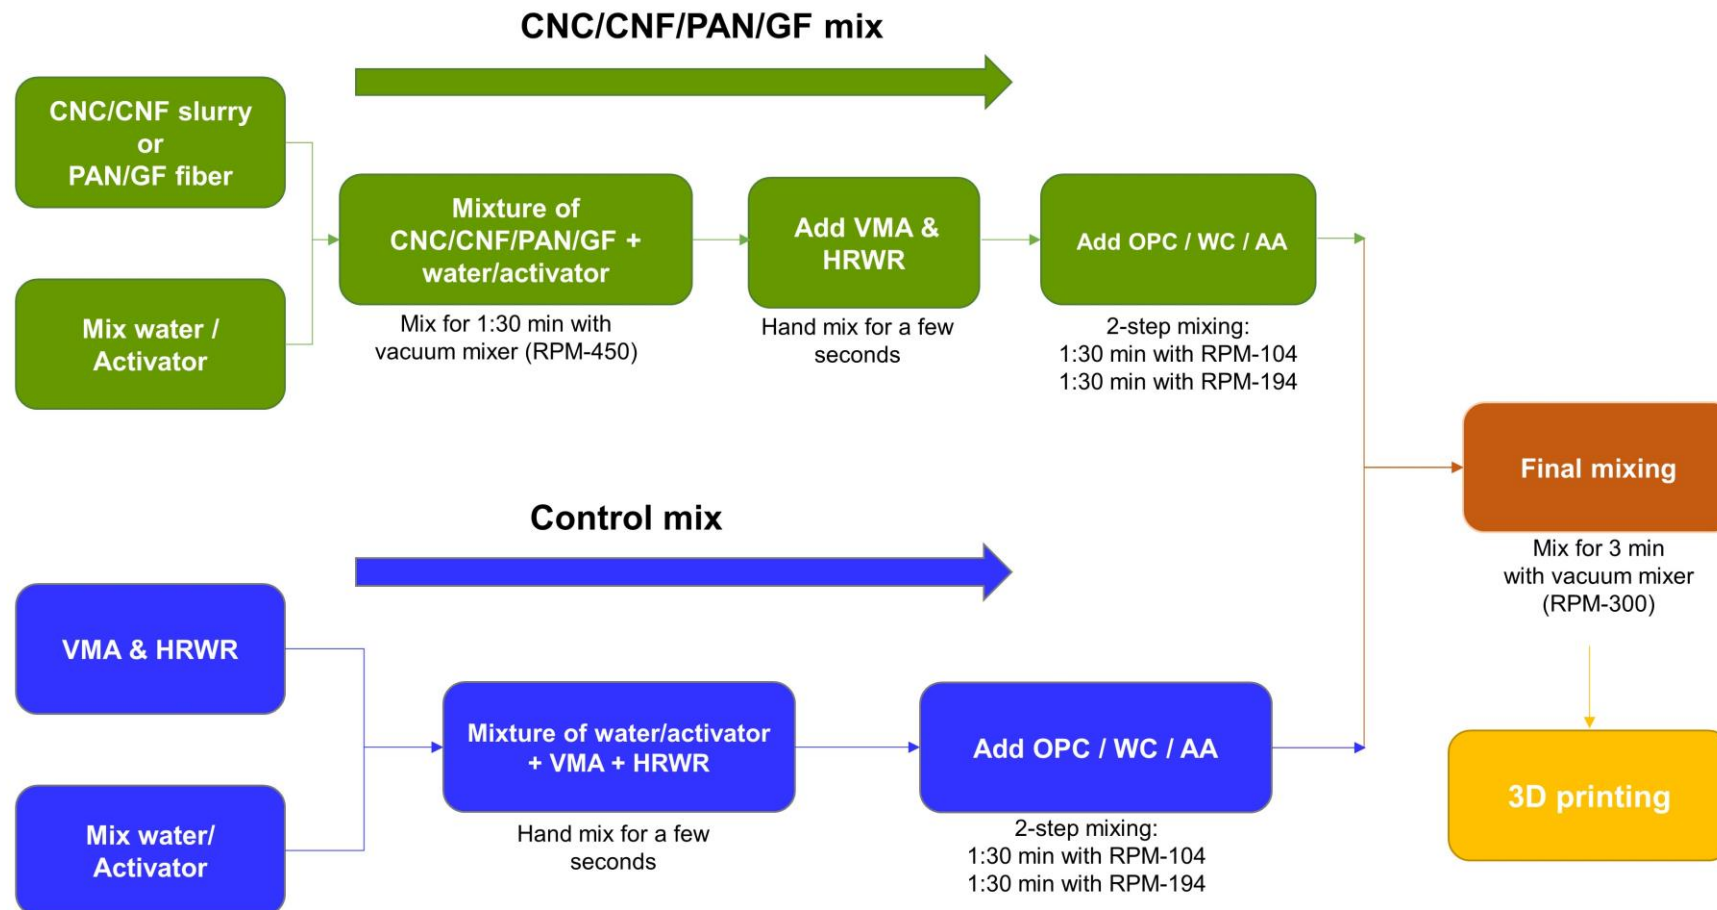 CNC/CNF/PAN/GF mix
CNC/CNF slurry
or
PAN/GF fiber
Mix water /
Activator
Mixture of
CNC/CNF/PAN/GF +
water/activator
Mix for 1:30 min with
vacuum mixer (RPM-450)
Add VMA &
HRWR
Hand mix for a few
seconds
Add OPC / WC / AA
2-step mixing:
1:30 min with RPM-104
1:30 min with RPM-194
Control mix
VMA & HRWR
Mix water/
Activator
Mixture of water/activator
+ VMA + HRWR
Hand mix for a few
seconds
Add OPC / WC / AA
2-step mixing:
1:30 min with RPM-104
1:30 min with RPM-194
Final mixing
Mix for 3 min
with vacuum mixer
(RPM-300)
3D printing